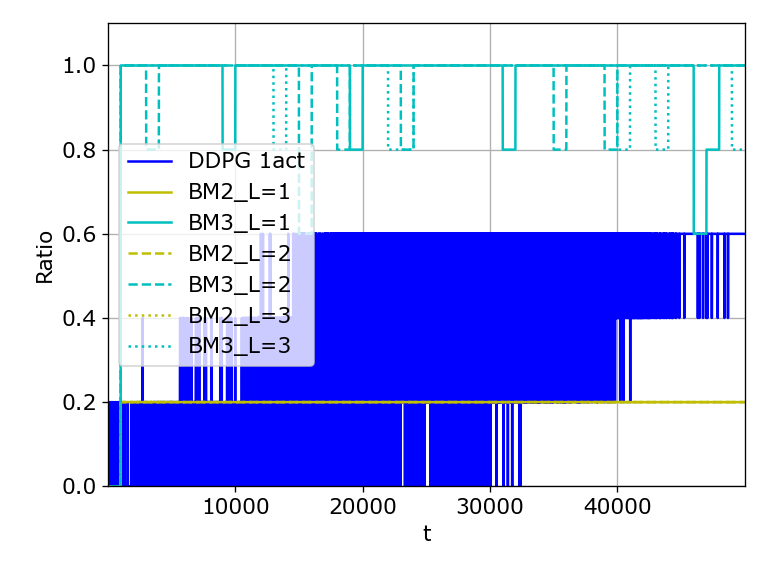 1.0
0.8
0.6
0.4
0.2
0.0
Ratio
DDPG 1act
BM2_L=1
BM3_L=1
BM2_L=2
BM3_L=2
BM2_L=3
BM3_L=3
10000 20000 30000 40000
t